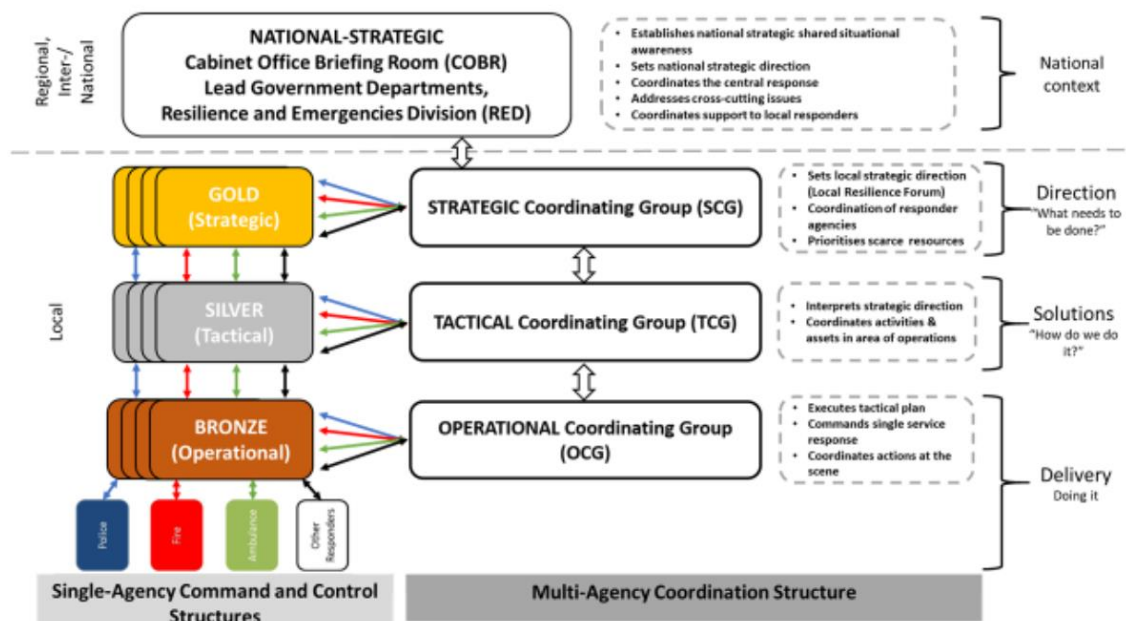 Regional,
Inter-/
National
NATIONAL-STRATEGIC
Cabinet Office Briefing Room (COBR)
Lead Government Departments,
Resilience and Emergencies Division (RED)
• Establishes national strategic shared situational
awareness
• Sets national strategic direction
• Coordinates the central response
• Addresses cross-cutting issues
• Coordinates support to local responders
National
context
Local
GOLD
(Strategic)
STRATEGIC Coordinating Group (SCG)
• Sets local strategic direction
(Local Resilience Forum)
• Coordination of responder
agencies
• Prioritises scarce resources
Direction
"What needs to
be done?"
SILVER
(Tactical)
TACTICAL Coordinating Group (TCG)
• Interprets strategic direction
• Coordinates activities &
assets in area of operations
Solutions
"How do we do
it?"
BRONZE
(Operational)
OPERATIONAL Coordinating Group
(OCG)
• Executes tactical plan
• Commands single service
response
• Coordinates actions at the
scene
Delivery
Doing it
Police
Fire
Ambulance
Other
Responders
Single-Agency Command and Control
Structures
Multi-Agency Coordination Structure